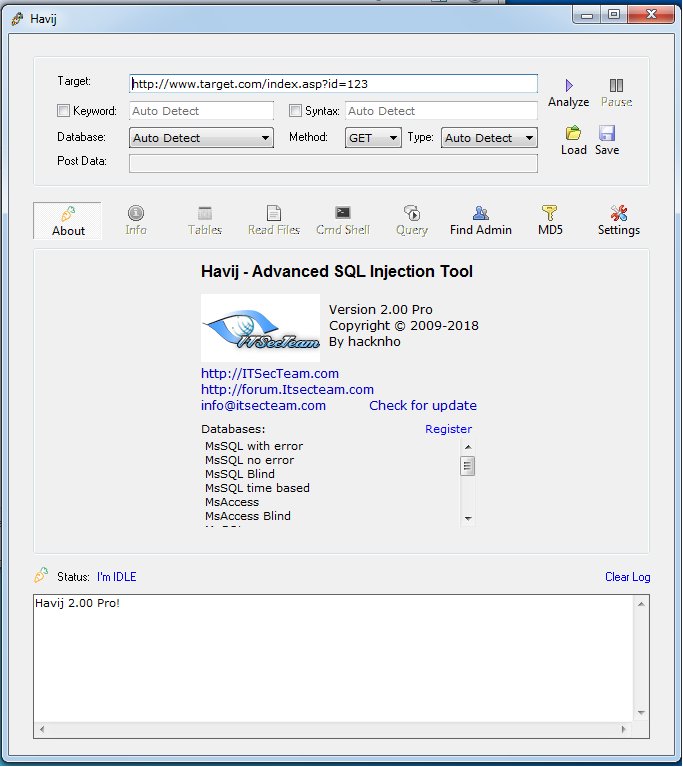 Havij
Target: http://www.target.com/index.asp?id=123
Analyze Pause
Keyword: Auto Detect Syntax: Auto Detect
Database: Auto Detect Method: GET Type: Auto Detect
Load Save
Post Data:
About Info Tables Read Files Cmd Shell Query Find Admin MD5 Settings
Havij - Advanced SQL Injection Tool
ITSecTeam
Version 2.00 Pro
Copyright © 2009-2018
By hacknho
http://ITSecTeam.com
http://forum.Itsecteam.com
info@itsecteam.com Check for update
Databases: Register
MsSQL with error
MsSQL no error
MsSQL Blind
MsSQL time based
MsAccess
MsAccess Blind
Status: I'm IDLE Clear Log
Havij 2.00 Pro!